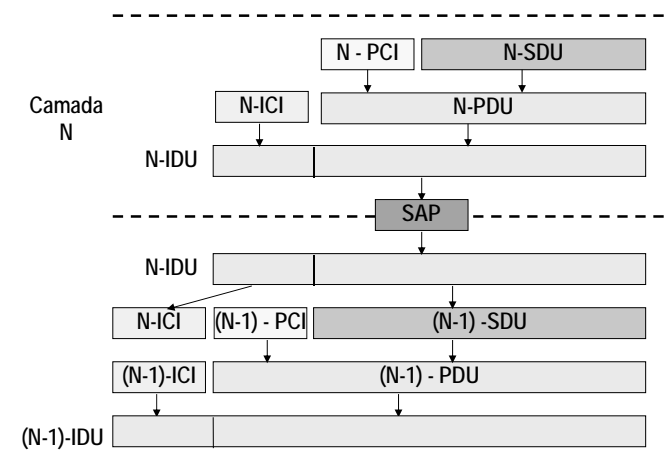 N - PCI N-SDU
Camada
N
N-ICI N-PDU
N-IDU
SAP
N-IDU
N-ICI (N-1) - PCI (N-1) -SDU
(N-1)-ICI (N-1) - PDU
(N-1)-IDU